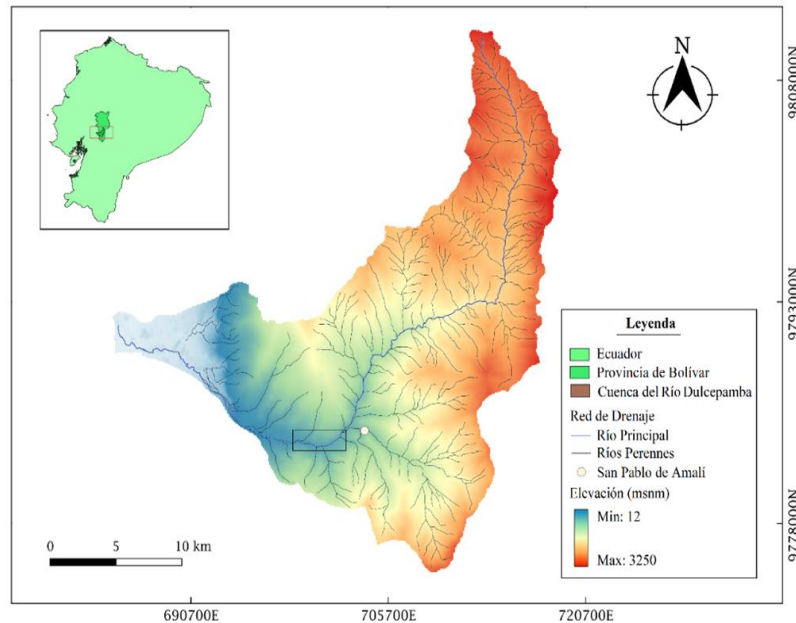 N
9808000N
9793000N
9778000N
Leyenda
Ecuador
Provincia de Bolívar
Cuenca del Río Dulcepamba
Red de Drenaje
Río Principal
Ríos Perennes
San Pablo de Amalí
Elevación (msnm)
Min: 12
Max: 3250
0 5 10 km
690700E 705700E 720700E